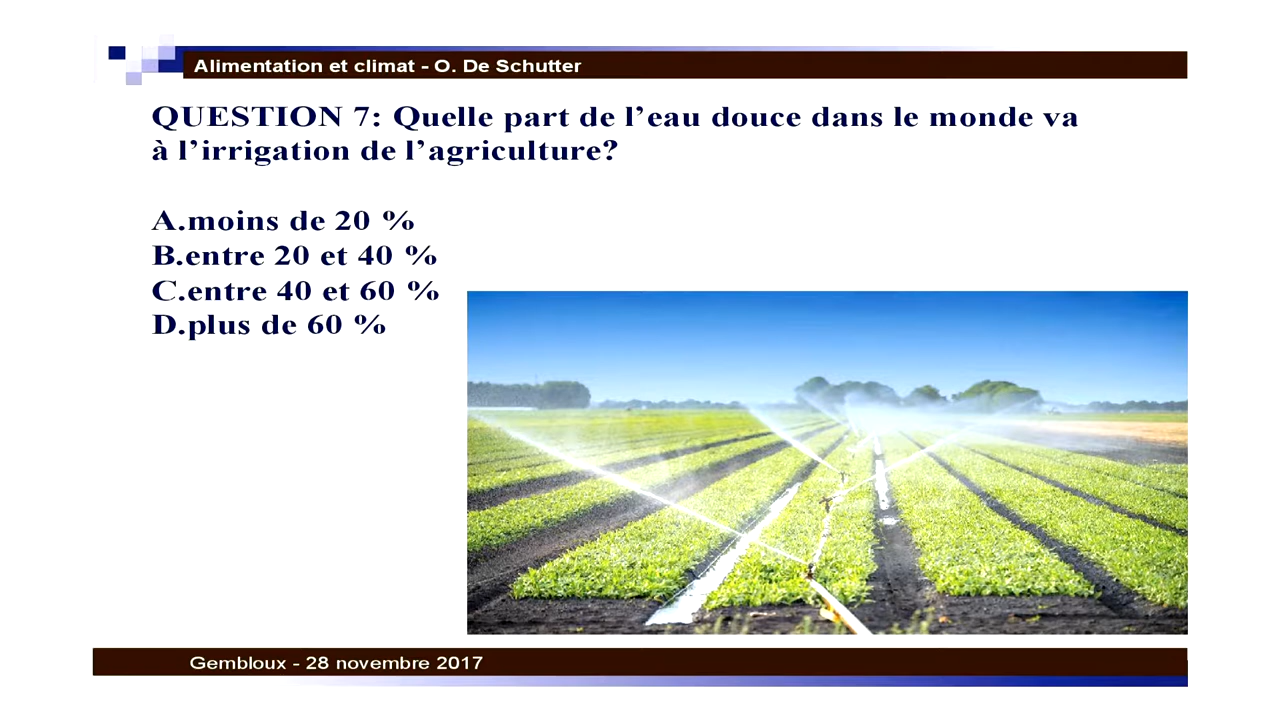 Alimentation et climat - O. De Schutter
QUESTION 7: Quelle part de l’eau douce dans le monde va
à l’irrigation de l’agriculture?
A.moins de 20 %
B.entre 20 et 40 %
C.entre 40 et 60 %
D.plus de 60 %
Gembloux - 28 novembre 2017